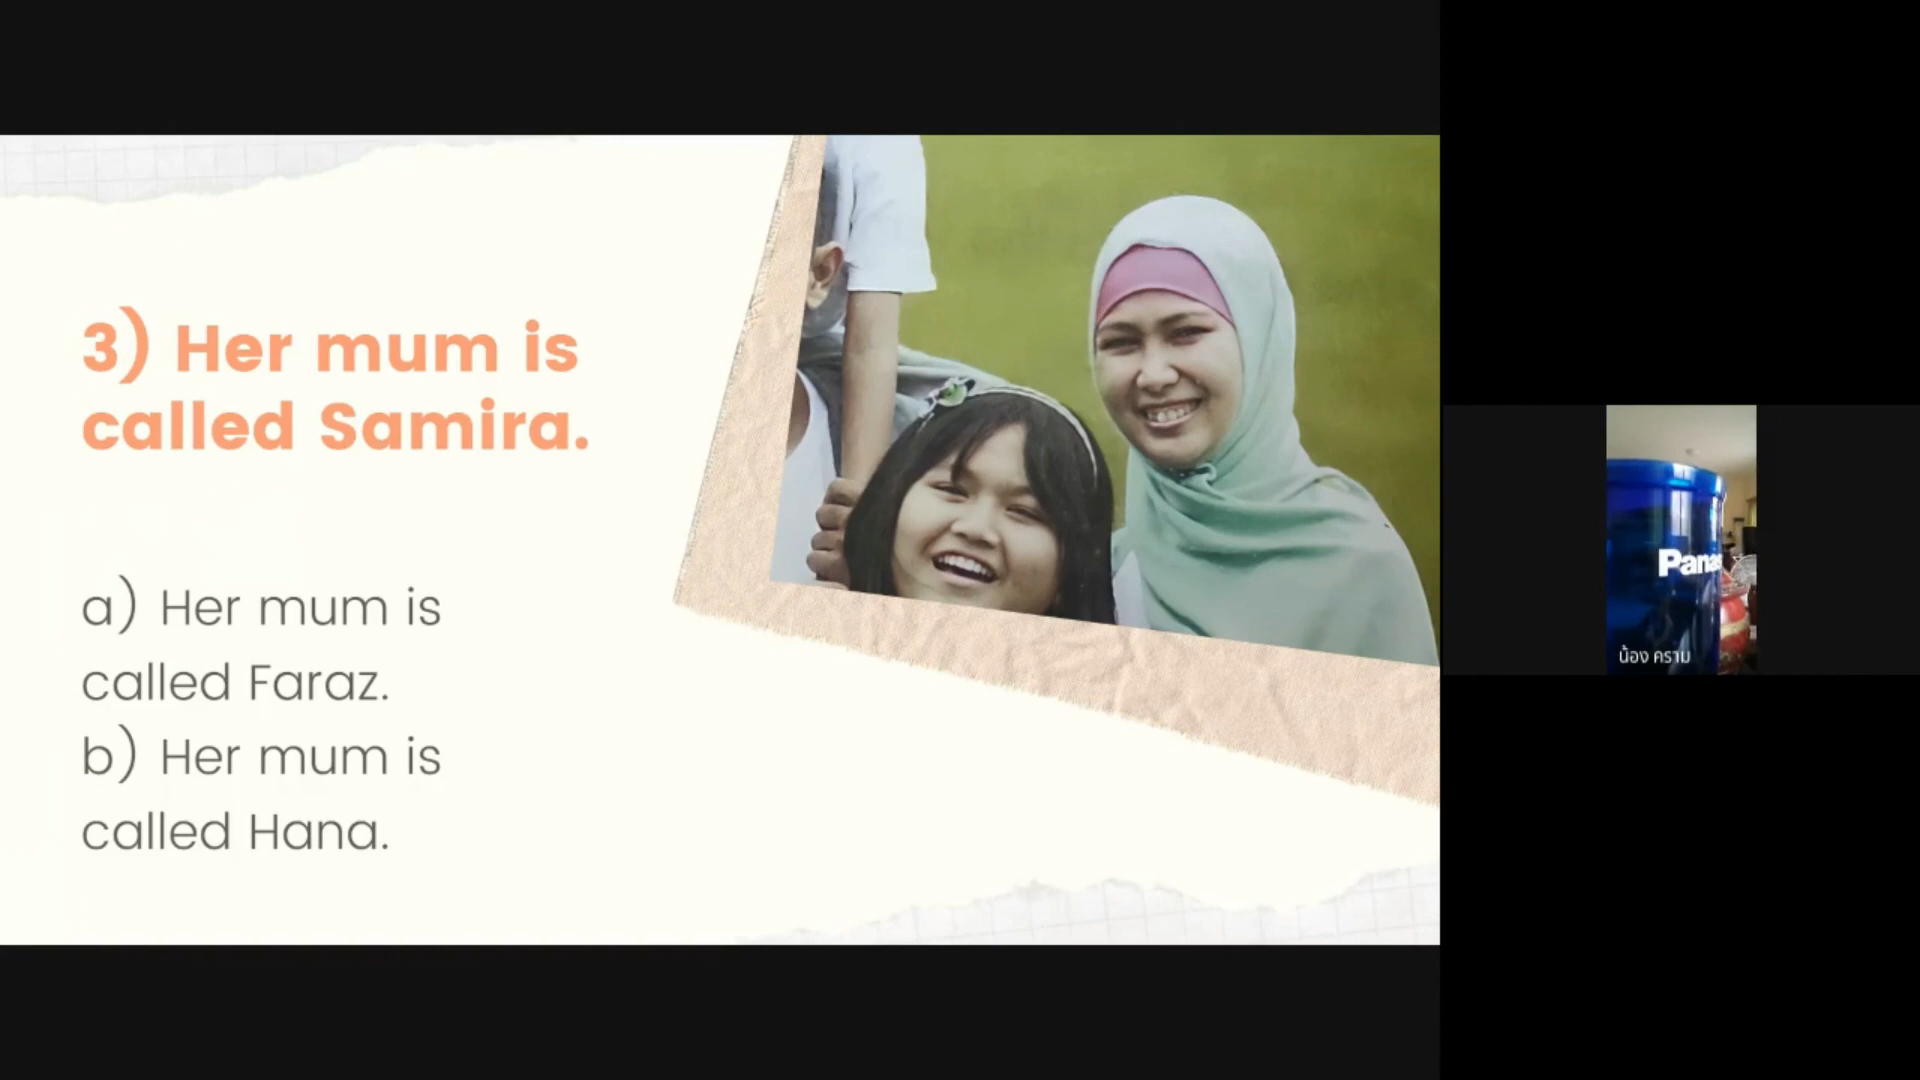 3) Her mum is
called Samira.
a) Her mum is
called Faraz.
b) Her mum is
called Hana.
Pana
น้อง คราม